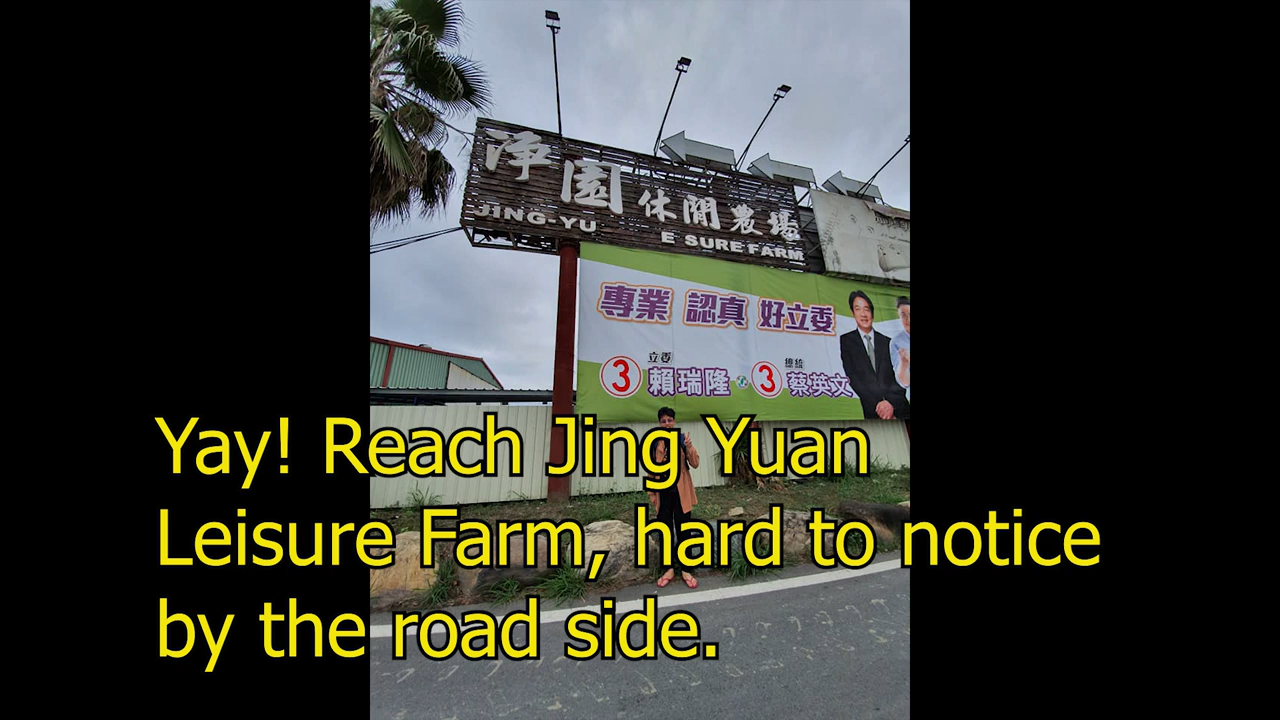 淨園休閒農場
JING-YU
E SURE FARM
專業 認真 好立委
立委
總統
3 賴瑞隆 3 蔡英文
Yay! Reach Jing Yuan
Leisure Farm, hard to notice
by the road side.